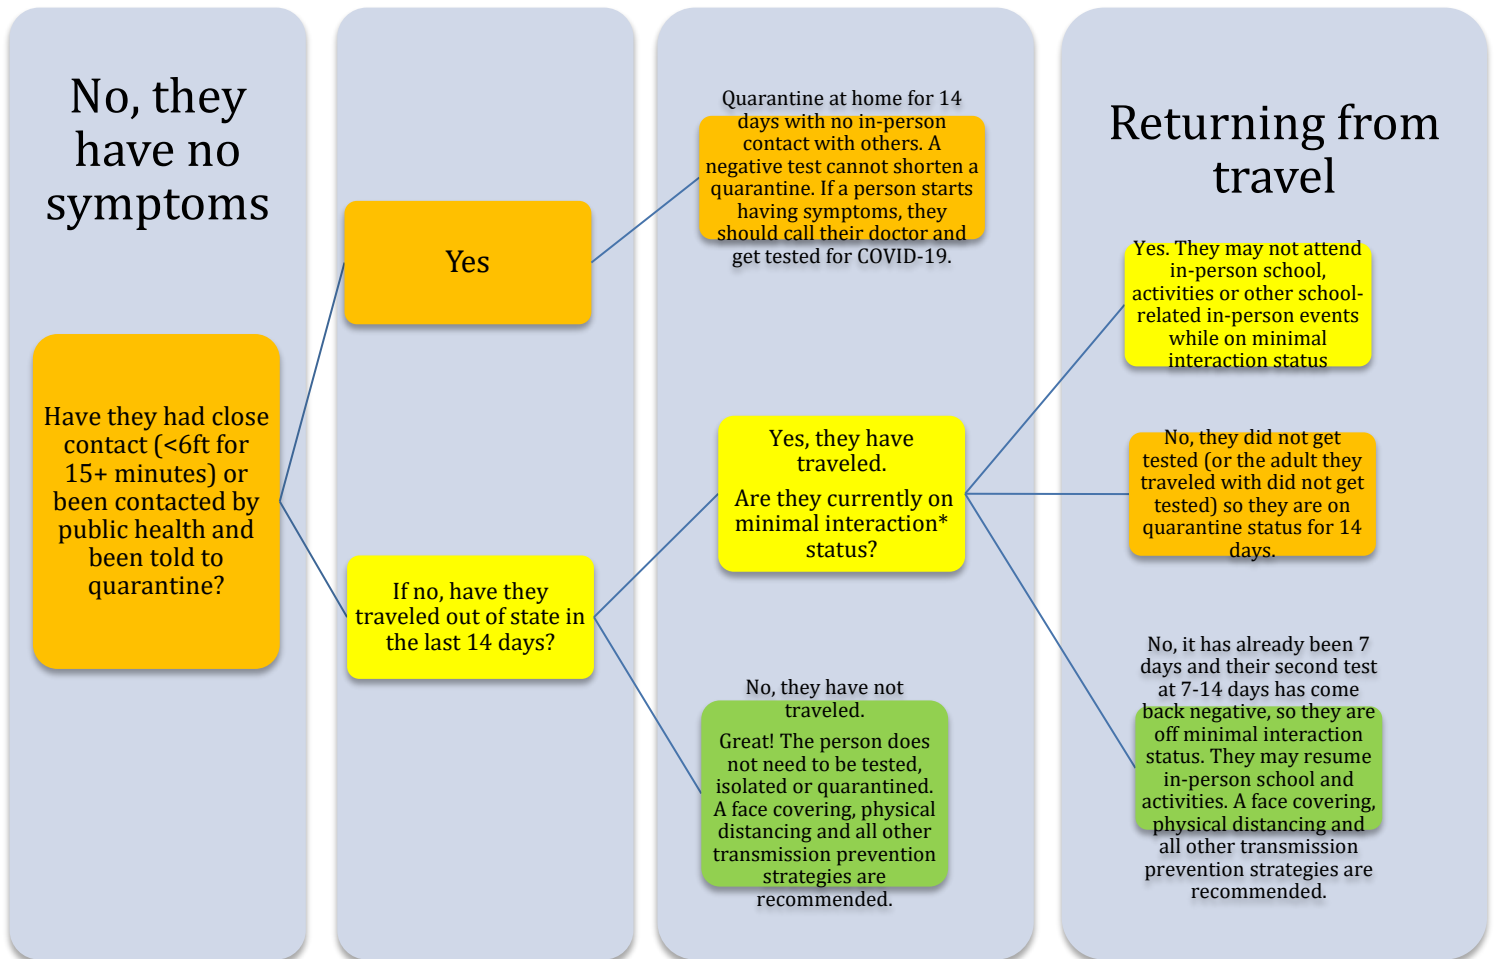 No, they
have no
symptoms
Have they had close
contact (<6ft for
15+ minutes) or
been contacted by
public health and
been told to
quarantine?
Yes
If no, have they
traveled out of state in
the last 14 days?
Quarantine at home for 14
days with no in-person
contact with others. A
negative test cannot shorten a
quarantine. If a person starts
having symptoms, they
should call their doctor and
get tested for COVID-19.
Yes, they have
traveled.
Are they currently on
minimal interaction*
status?
No, they have not
traveled.
Great! The person does
not need to be tested,
isolated or quarantined.
A face covering, physical
distancing and all other
transmission prevention
strategies are
recommended.
Returning from
travel
Yes. They may not attend
in-person school,
activities or other school-
related in-person events
while on minimal
interaction status
No, they did not get
tested (or the adult they
traveled with did not get
tested) so they are on
quarantine status for 14
days.
No, it has already been 7
days and their second test
at 7-14 days has come
back negative, so they are
off minimal interaction
status. They may resume
in-person school and
activities. A face covering,
physical distancing and
all other transmission
prevention strategies are
recommended.